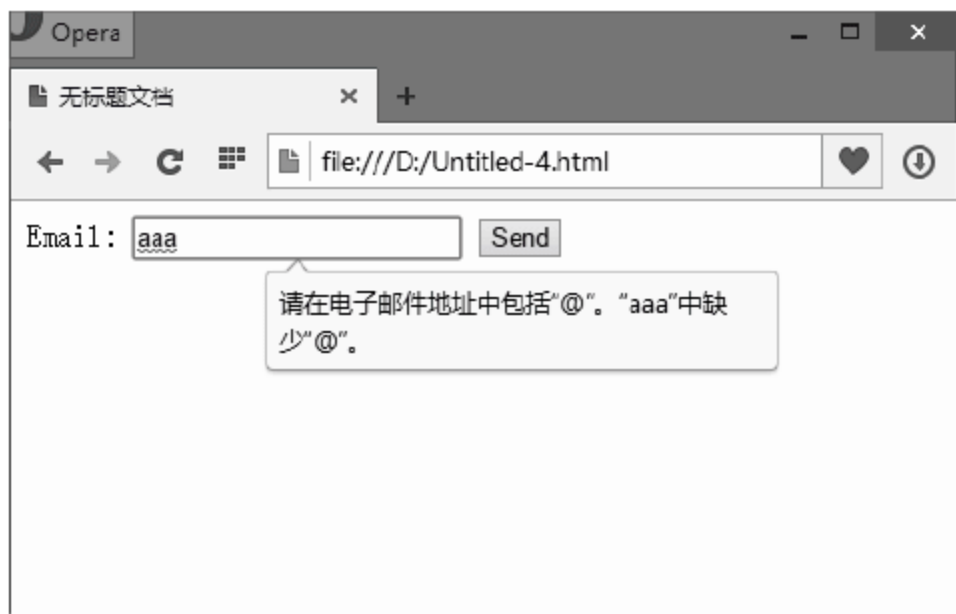 Opera
无标题文档
file:///D:/Untitled-4.html
Email: aaa Send
请在电子邮件地址中包括“@”。“aaa”中缺
少“@”。